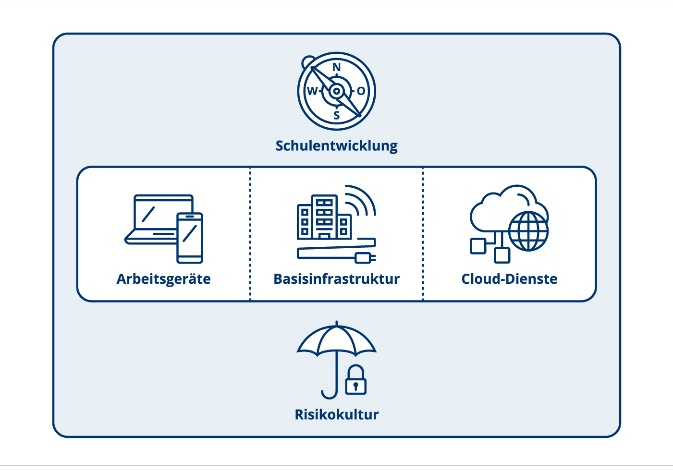 N
W O
S
Schulentwicklung
Arbeitsgeräte
Basisinfrastruktur
Cloud-Dienste
Risikokultur